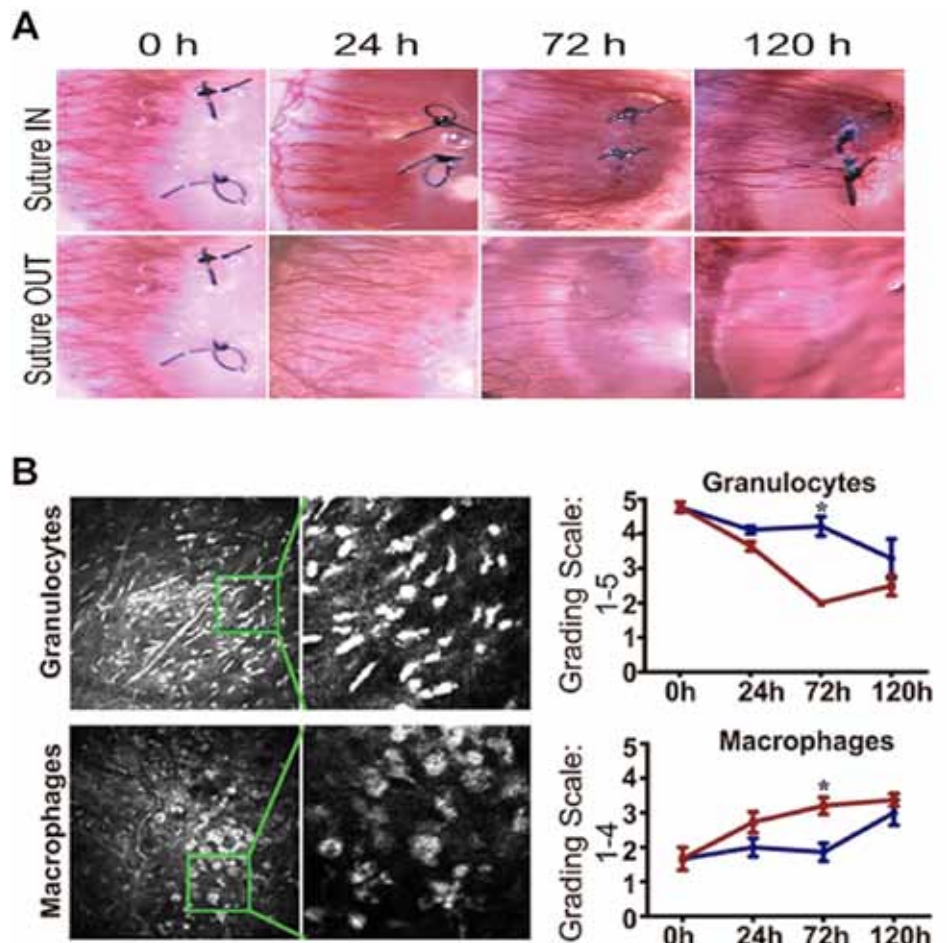 A
0 h 24 h 72 h 120 h
Suture IN
Suture OUT
B
Granulocytes
Granulocytes
Grading Scale:
1-5
5
4
3
2
1
0
*
0h 24h 72h 120h
Macrophages
Macrophages
Grading Scale:
1-4
5
4
3
2
1
0
*
0h 24h 72h 120h